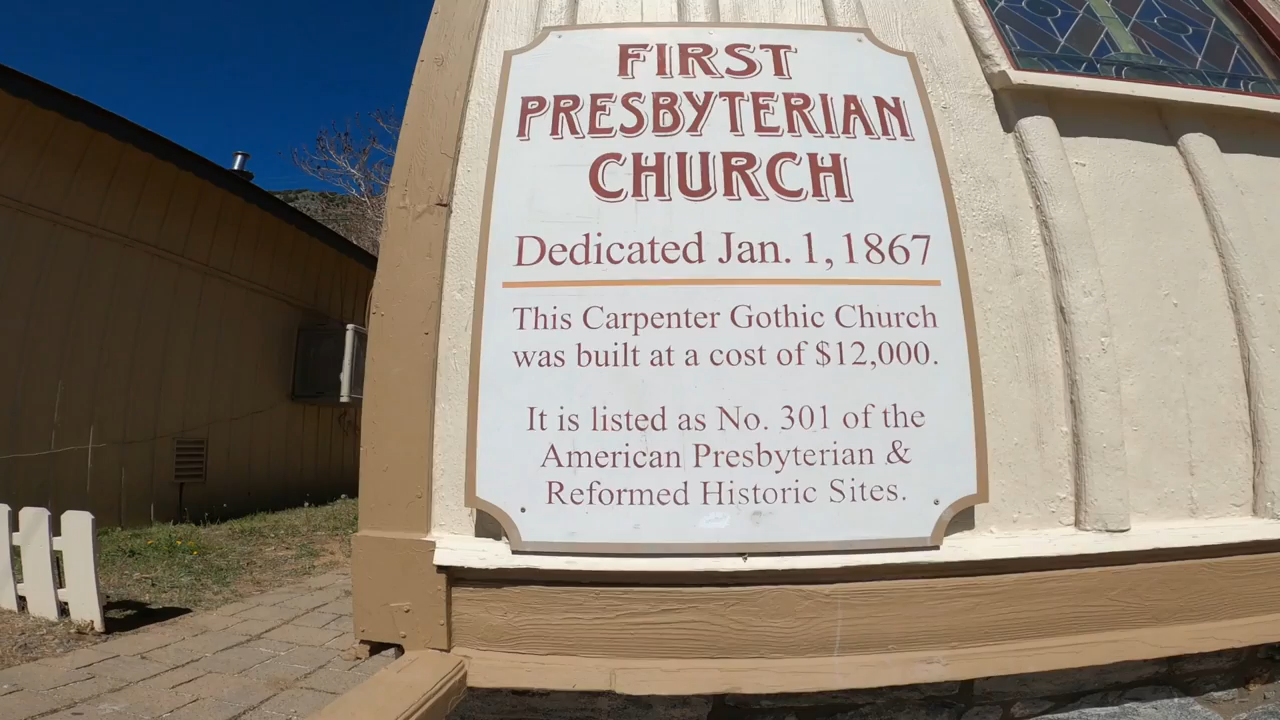 FIRST
PRESBYTERIAN
CHURCH
Dedicated Jan. 1, 1867
This Carpenter Gothic Church
was built at a cost of $12,000.
It is listed as No. 301 of the
American Presbyterian &
Reformed Historic Sites.